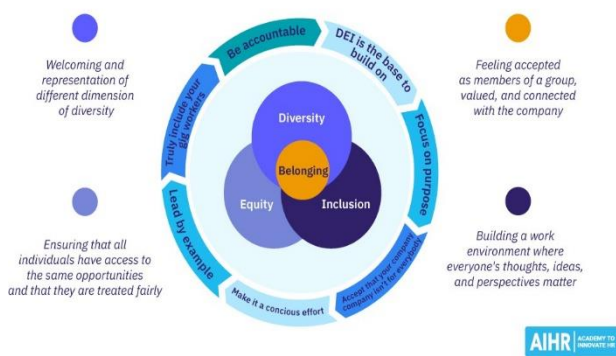 Be accountable
DEI is the base to
build on
Focus on purpose
Accept that your company
company isn't for everybody
Make it a concious effort
Lead by example
Truly include your
gig workers
Welcoming and
representation of
different dimension
of diversity
Feeling accepted
as members of a group,
valued, and connected
with the company
Diversity
Belonging
Equity
Inclusion
Ensuring that all
individuals have access to
the same opportunities
and that they are treated fairly
Building a work
environment where
everyone's thoughts, ideas,
and perspectives matter
AIHR
ACADEMY TO
INNOVATE HR